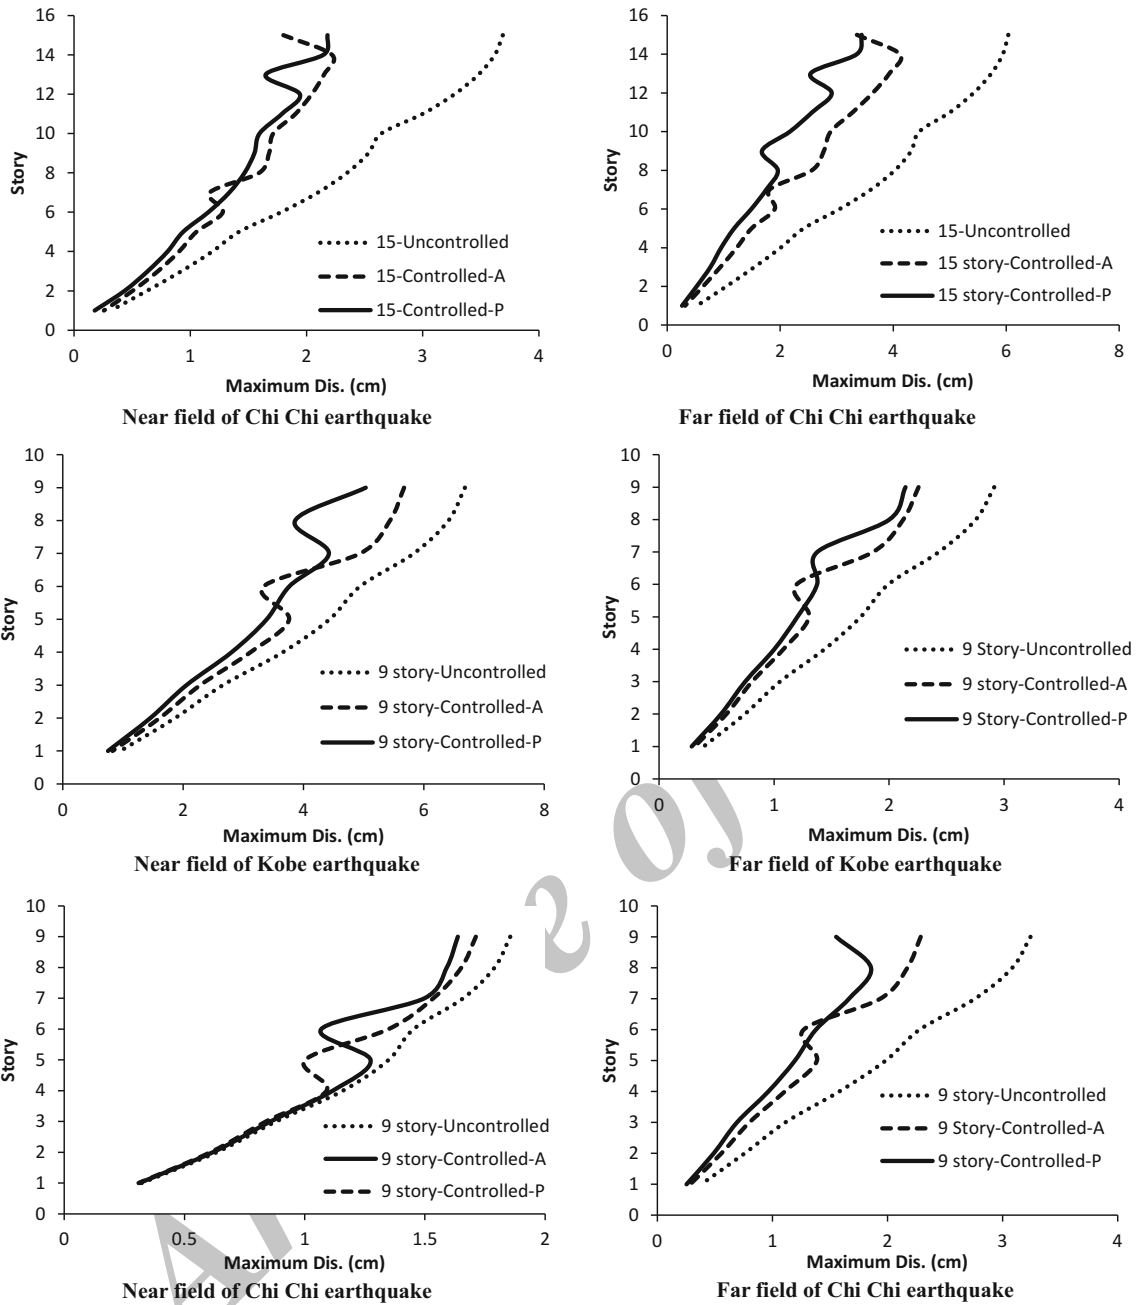 16
14
12
10
8
6
4
2
0
Story
15-Uncontrolled
15-Controlled-A
15-Controlled-P
0 1 2 3 4
Maximum Dis. (cm)
Near field of Chi Chi earthquake
16
14
12
10
8
6
4
2
0
Story
15-Uncontrolled
15 story-Controlled-A
15 story-Controlled-P
0 2 4 6 8
Maximum Dis. (cm)
Far field of Chi Chi earthquake
10
9
8
7
6
5
4
3
2
1
0
Story
9 story-Uncontrolled
9 story-Controlled-A
9 story-Controlled-P
0 2 4 6 8
Maximum Dis. (cm)
Near field of Kobe earthquake
10
9
8
7
6
5
4
3
2
1
0
Story
9 Story-Uncontrolled
9 story-Controlled-A
9 Story-Controlled-P
0 1 2 3 4
Maximum Dis. (cm)
Far field of Kobe earthquake
10
9
8
7
6
5
4
3
2
1
0
Story
9 story-Uncontrolled
9 story-Controlled-A
9 story-Controlled-P
0 0.5 1 1.5 2
Maximum Dis. (cm)
Near field of Chi Chi earthquake
10
9
8
7
6
5
4
3
2
1
0
Story
9 story-Uncontrolled
9 Story-Controlled-A
9 story-Controlled-P
0 1 2 3 4
Maximum Dis. (cm)
Far field of Chi Chi earthquake